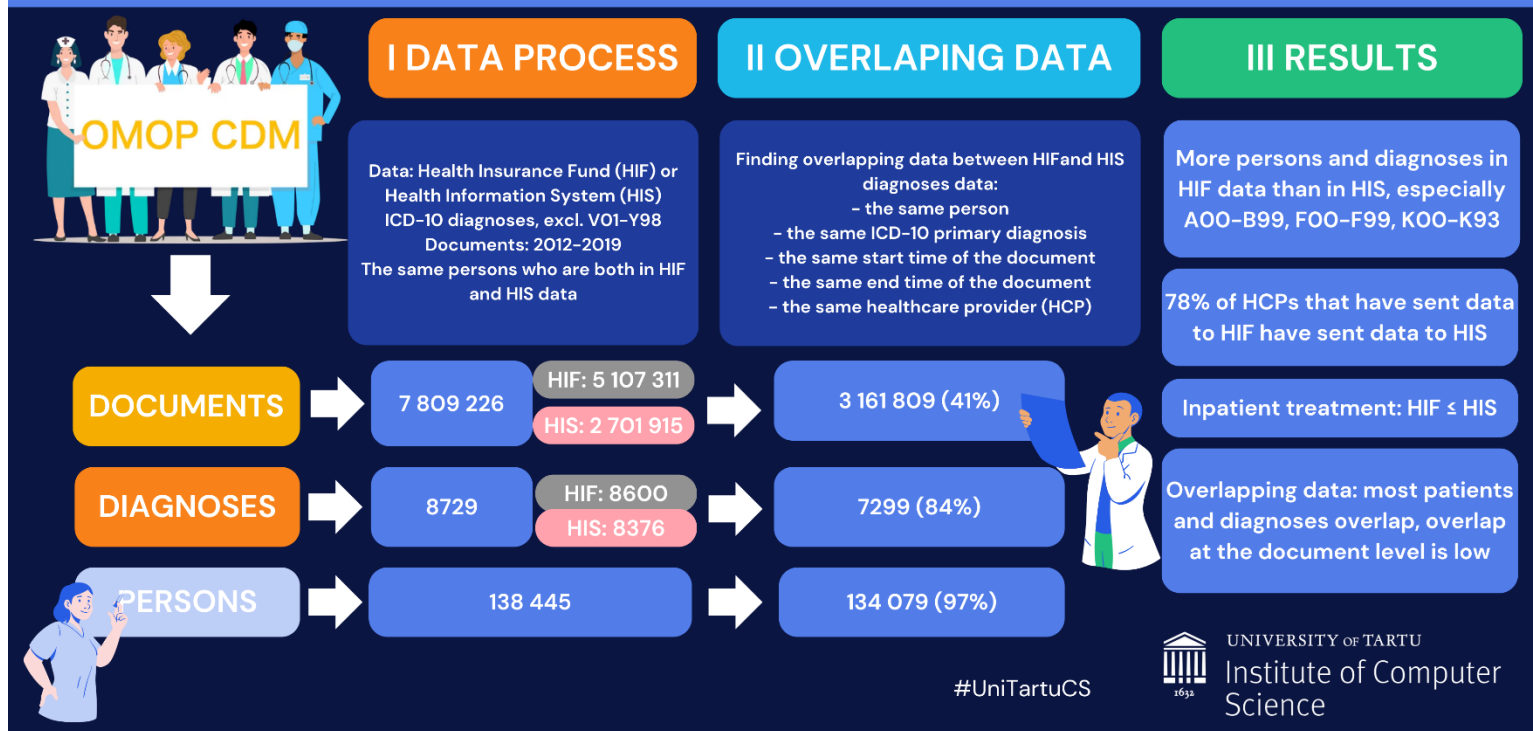 OMOP CDM
I DATA PROCESS
Data: Health Insurance Fund (HIF) or
Health Information System (HIS)
ICD-10 diagnoses, excl. V01-Y98
Documents: 2012-2019
The same persons who are both in HIF
and HIS data
II OVERLAPING DATA
Finding overlapping data between HIFand HIS
diagnoses data:
- the same person
- the same ICD-10 primary diagnosis
- the same start time of the document
- the same end time of the document
- the same healthcare provider (HCP)
III RESULTS
More persons and diagnoses in
HIF data than in HIS, especially
A00-B99, F00-F99, K00-K93
78% of HCPs that have sent data
to HIF have sent data to HIS
Inpatient treatment: HIF ≤ HIS
Overlapping data: most patients
and diagnoses overlap, overlap
at the document level is low
DOCUMENTS
7 809 226
HIF: 5 107 311
HIS: 2 701 915
3 161 809 (41%)
DIAGNOSES
8729
HIF: 8600
HIS: 8376
7299 (84%)
PERSONS
138 445
134 079 (97%)
#UniTartuCS
1632
UNIVERSITY OF TARTU
Institute of Computer
Science